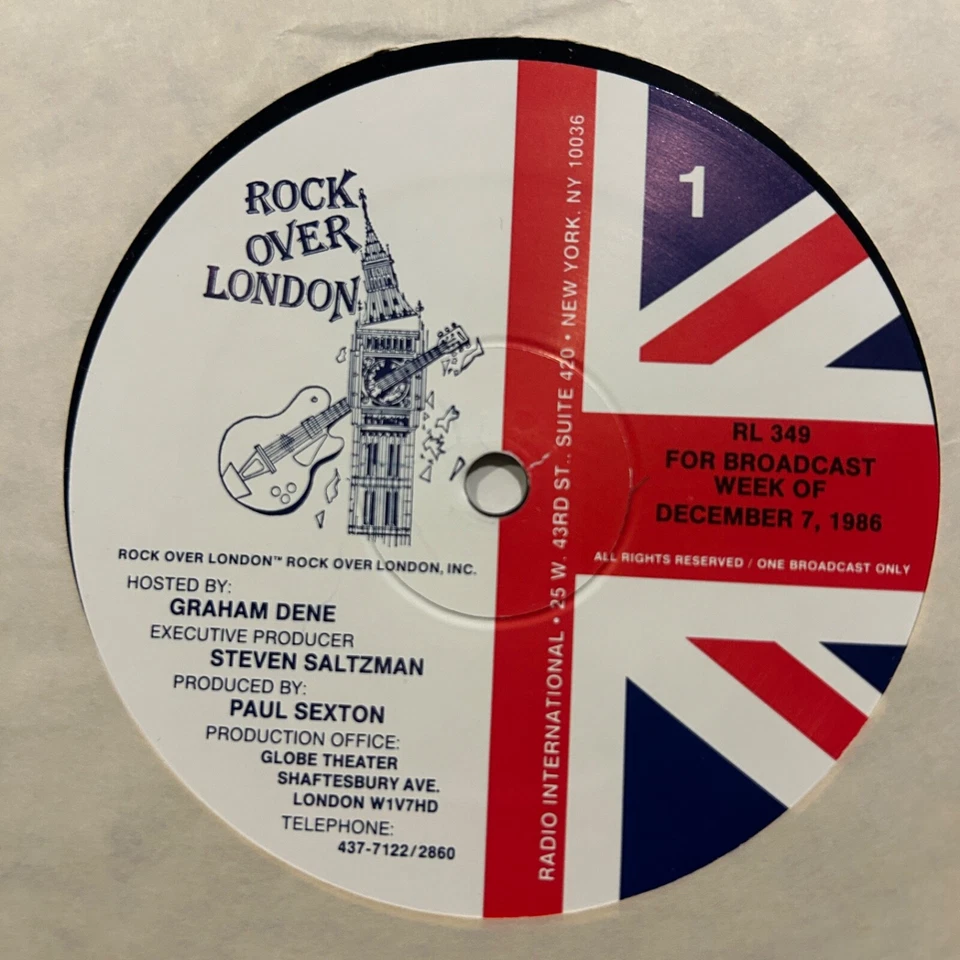 ROCK
OVER
LONDON
ROCK OVER LONDON™ ROCK OVER LONDON, INC.
HOSTED BY:
GRAHAM DENE
EXECUTIVE PRODUCER
STEVEN SALTZMAN
PRODUCED BY:
PAUL SEXTON
PRODUCTION OFFICE:
GLOBE THEATER
SHAFTESBURY AVE.
LONDON W1V7HD
TELEPHONE:
437-7122/2860
RADIO INTERNATIONAL • 25 W. 43RD ST., SUITE 420 • NEW YORK, NY 10036
1
RL 349
FOR BROADCAST
WEEK OF
DECEMBER 7, 1986
ALL RIGHTS RESERVED / ONE BROADCAST ONLY